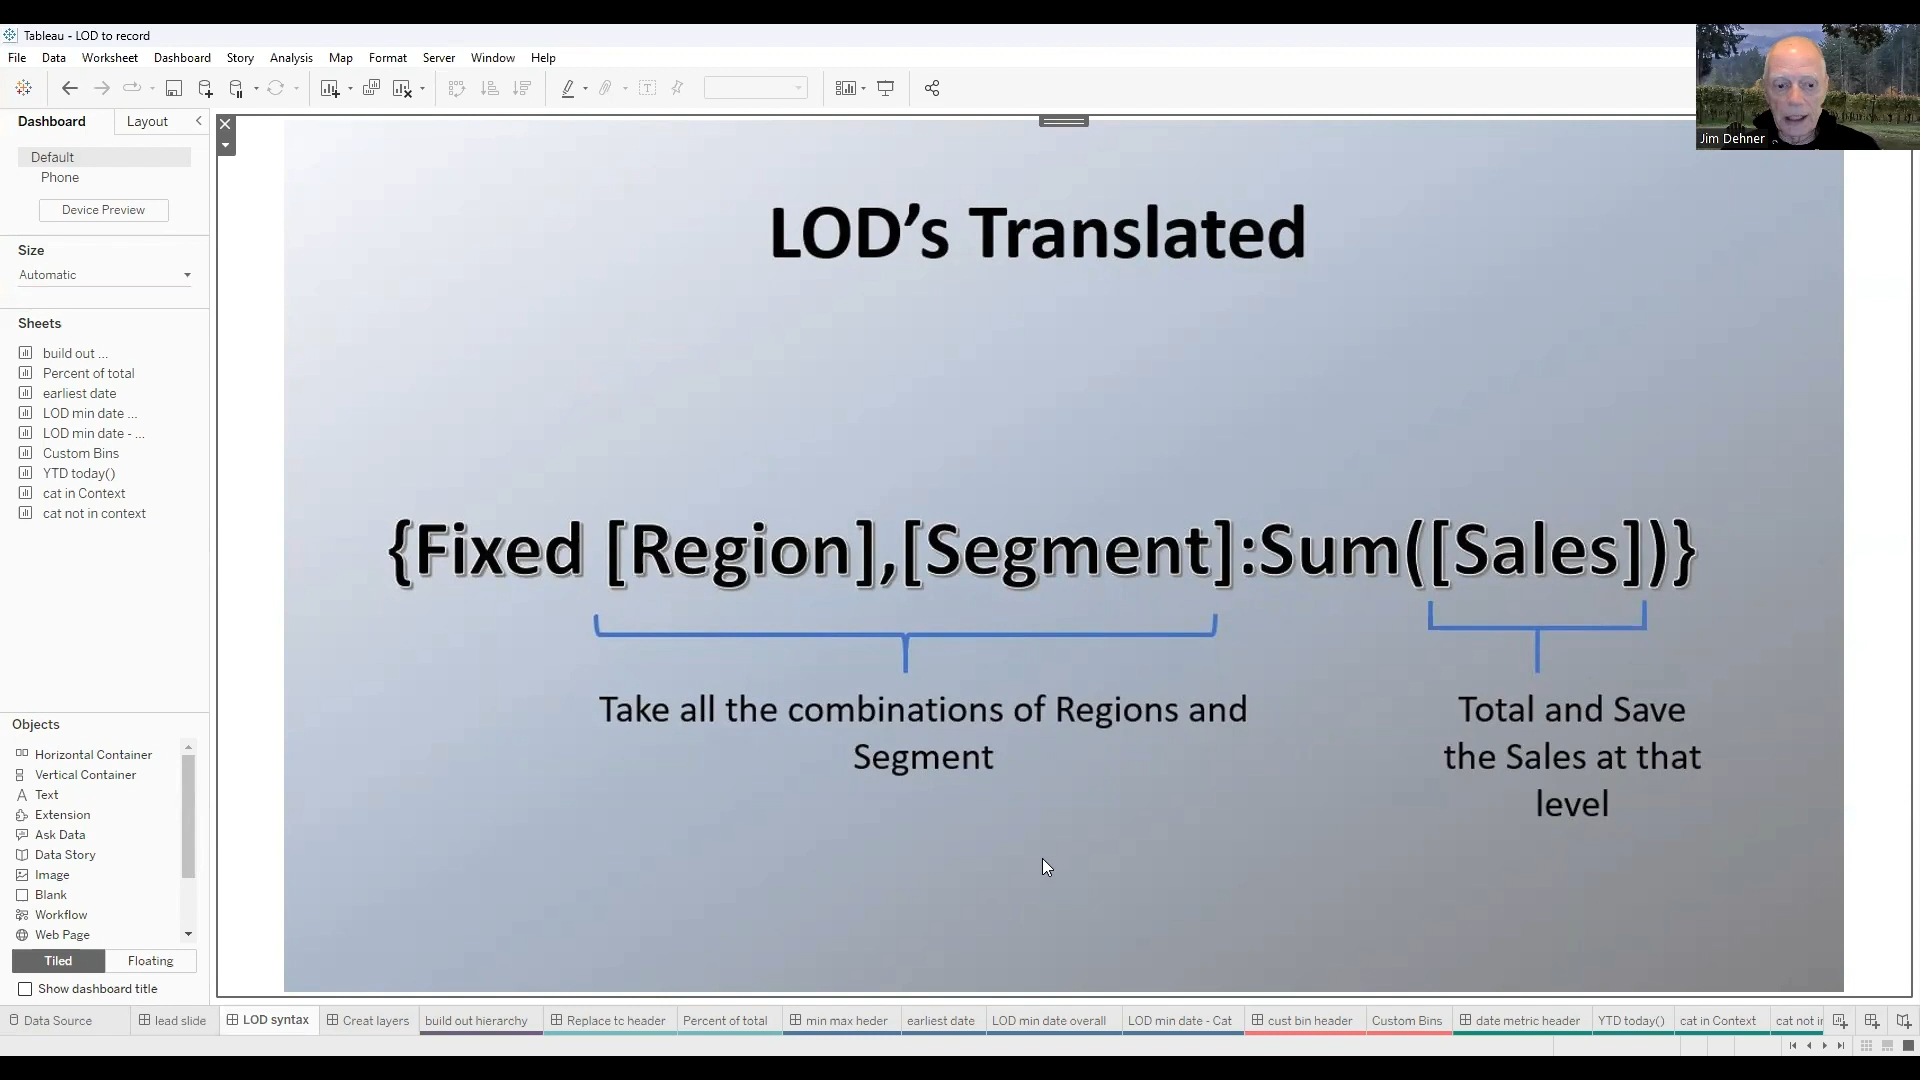 Tableau - LOD to record
File Data Worksheet Dashboard Story Analysis Map Format Server Window Help
Jim Dehner
Dashboard Layout
Default
Phone
Device Preview
Size
Automatic
Sheets
build out ...
Percent of total
earliest date
LOD min date ...
LOD min date - ...
Custom Bins
YTD today()
cat in Context
cat not in context
LOD's Translated
{Fixed [Region],[Segment]:Sum([Sales])}
Take all the combinations of Regions and
Segment
Total and Save
the Sales at that
level
Objects
Horizontal Container
Vertical Container
Text
Extension
Ask Data
Data Story
Image
Blank
Workflow
Web Page
Tiled Floating
Show dashboard title
Data Source lead slide LOD syntax Creat layers build out hierarchy Replace tc header Percent of total min max heder earliest date LOD min date overall LOD min date - Cat cust bin header Custom Bins date metric header YTD today() cat in Context cat not i